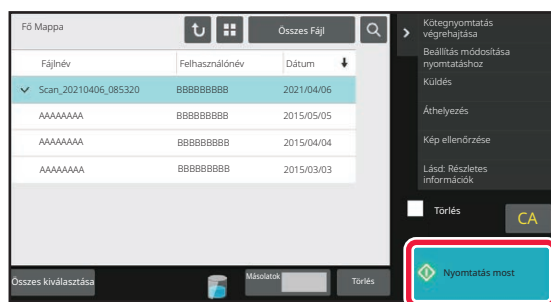 Fő Mappa
Összes Fájl
Fájlnév Felhasználónév Dátum
Scan_20210406_085320 BBBBBBBBB 2021/04/06
AAAAAAAA BBBBBBBBB 2015/05/05
AAAAAAAA BBBBBBBBB 2015/04/04
AAAAAAAA BBBBBBBBB 2015/03/03
Összes kiválasztása
Másolatok
Törlés
Kötegnyomtatás
végrehajtása
Beállítás módosítása
nyomtatáshoz
Küldés
Áthelyezés
Kép ellenőrzése
Lásd: Részletes
információk
Törlés
CA
Nyomtatás most